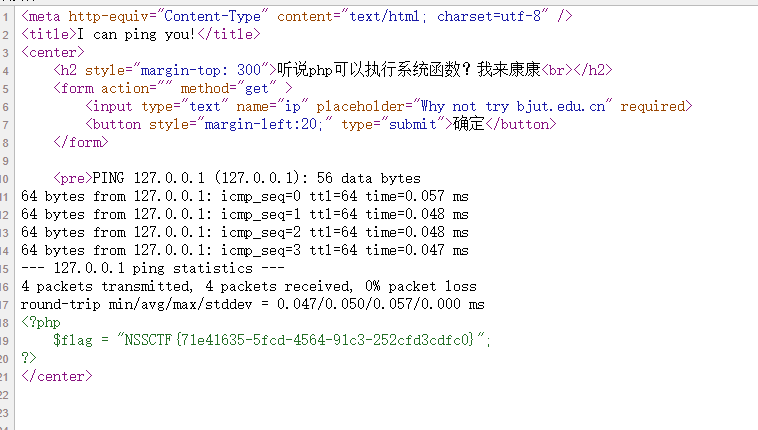 1 <meta http-equiv="Content-Type" content="text/html; charset=utf-8" />
2 <title>I can ping you!</title>
3 <center>
4     <h2 style="margin-top: 300">听说php可以执行系统函数？我来康康<br></h2>
5     <form action="" method="get" >
6         <input type="text" name="ip" placeholder="Why not try bjut.edu.cn" required>
7         <button style="margin-left:20;" type="submit">确定</button>
8     </form>
9
10     <pre>PING 127.0.0.1 (127.0.0.1): 56 data bytes
11 64 bytes from 127.0.0.1: icmp_seq=0 ttl=64 time=0.057 ms
12 64 bytes from 127.0.0.1: icmp_seq=1 ttl=64 time=0.048 ms
13 64 bytes from 127.0.0.1: icmp_seq=2 ttl=64 time=0.048 ms
14 64 bytes from 127.0.0.1: icmp_seq=3 ttl=64 time=0.047 ms
15 --- 127.0.0.1 ping statistics ---
16 4 packets transmitted, 4 packets received, 0% packet loss
17 round-trip min/avg/max/stddev = 0.047/0.050/0.057/0.000 ms
18 <?php
19     $flag = "NSSCTF{71e41635-5fcd-4564-91c3-252cfd3cdfc0}";
20 ?>
21 </center>
22
23
24